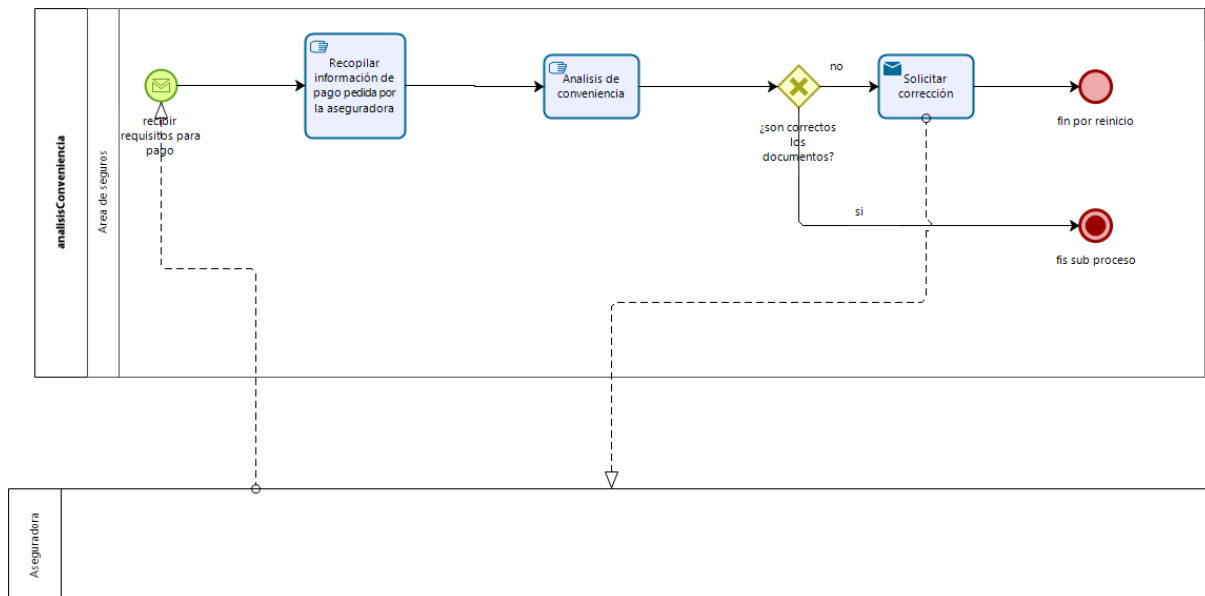 analisisConveniencia
Area de seguros
recibir
requisitos para
pago
Recopilar
información de
pago pedida por
la aseguradora
Analisis de
conveniencia
¿son correctos
los
documentos?
no
Solicitar
corrección
fin por reinicio
si
fis sub proceso
Aseguradora